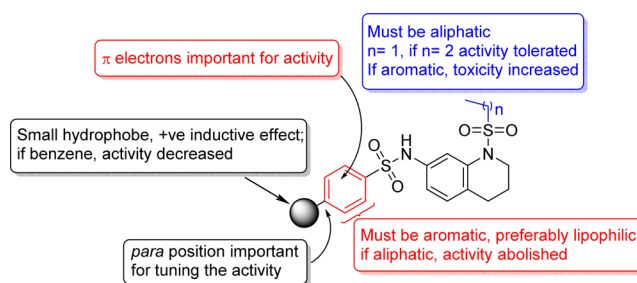 Must be aliphatic
n= 1, if n= 2 activity tolerated
If aromatic, toxicity increased
π electrons important for activity
( ) n
Small hydrophobe, +ve inductive effect;
if benzene, activity decreased
O S O
H
N
N
O
S
O
para position important
for tuning the activity
Must be aromatic, preferably lipophilic
if aliphatic, activity abolished